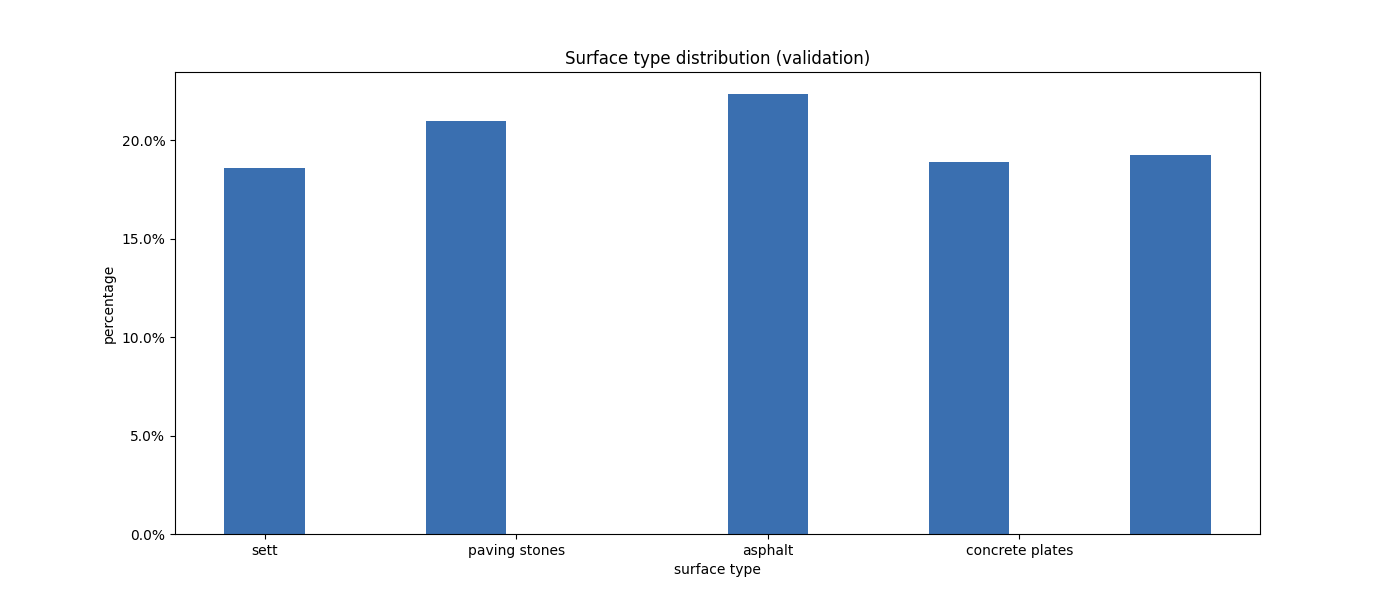 Surface type distribution (validation)
percentage
20.0%
15.0%
10.0%
5.0%
0.0%
sett
paving stones
asphalt
concrete plates
surface type